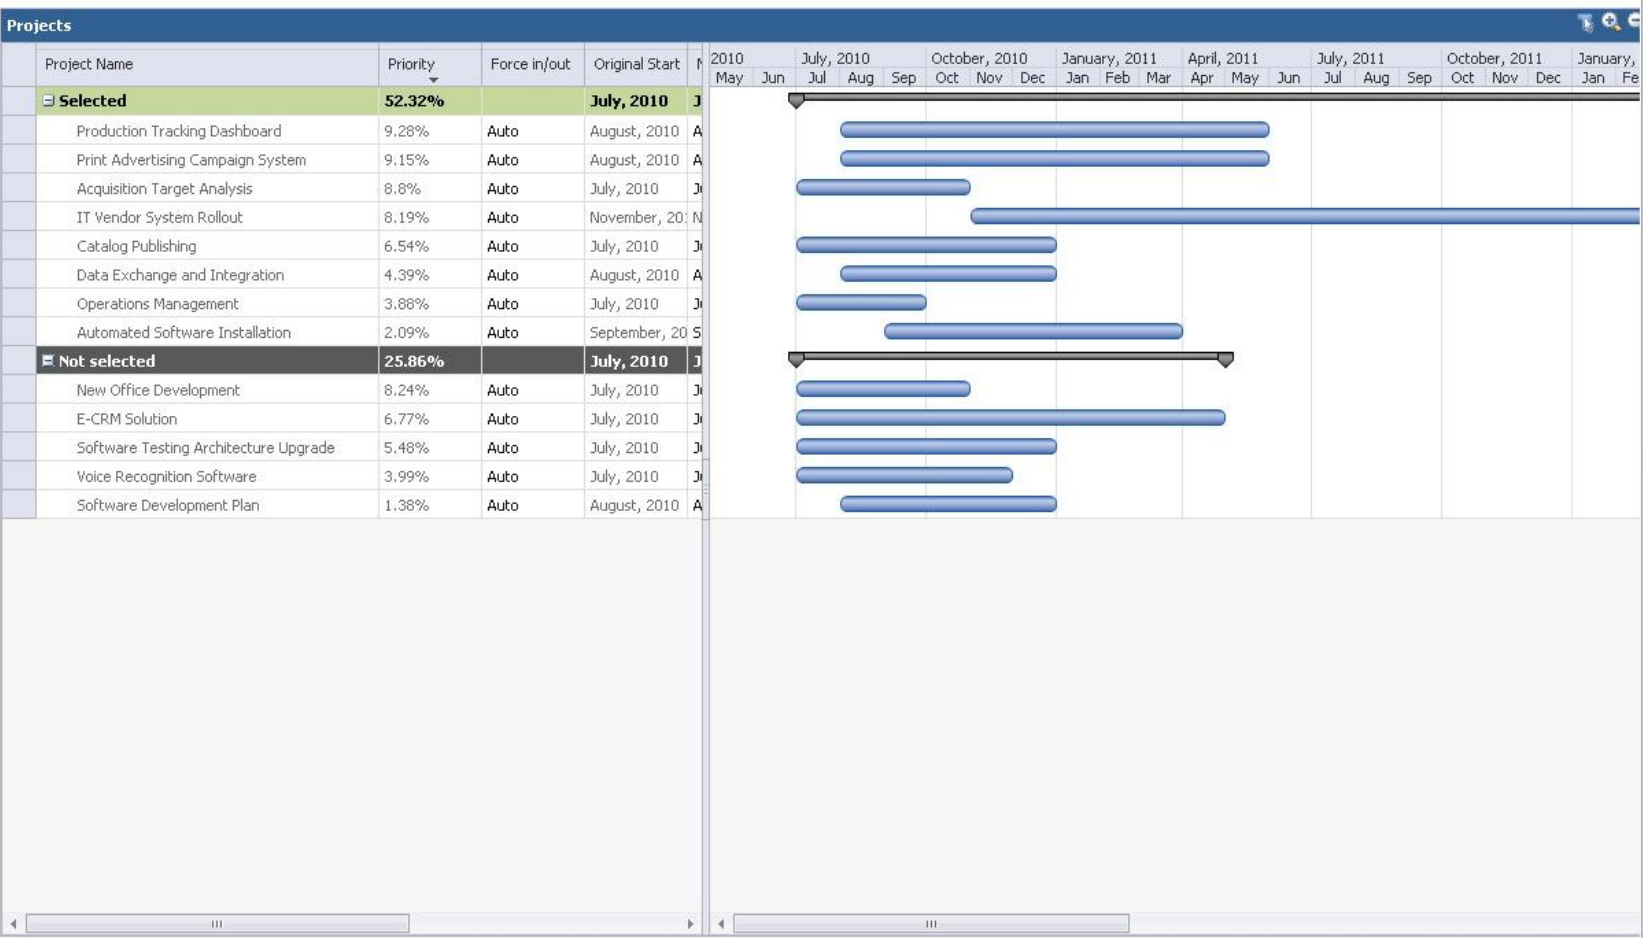 Projects
Project Name Priority Force in/out Original Start
2010 July, 2010 October, 2010 January, 2011 April, 2011 July, 2011 October, 2011 January,
May Jun Jul Aug Sep Oct Nov Dec Jan Feb Mar Apr May Jun Jul Aug Sep Oct Nov Dec Jan Fe
Selected 52.32% July, 2010 J
Production Tracking Dashboard 9.28% Auto August, 2010 A
Print Advertising Campaign System 9.15% Auto August, 2010 A
Acquisition Target Analysis 8.8% Auto July, 2010 J
IT Vendor System Rollout 8.19% Auto November, 20 N
Catalog Publishing 6.54% Auto July, 2010 J
Data Exchange and Integration 4.39% Auto August, 2010 A
Operations Management 3.88% Auto July, 2010 J
Automated Software Installation 2.09% Auto September, 20 S
Not selected 25.86% July, 2010 J
New Office Development 8.24% Auto July, 2010 J
E-CRM Solution 6.77% Auto July, 2010 J
Software Testing Architecture Upgrade 5.48% Auto July, 2010 J
Voice Recognition Software 3.99% Auto July, 2010 J
Software Development Plan 1.38% Auto August, 2010 A